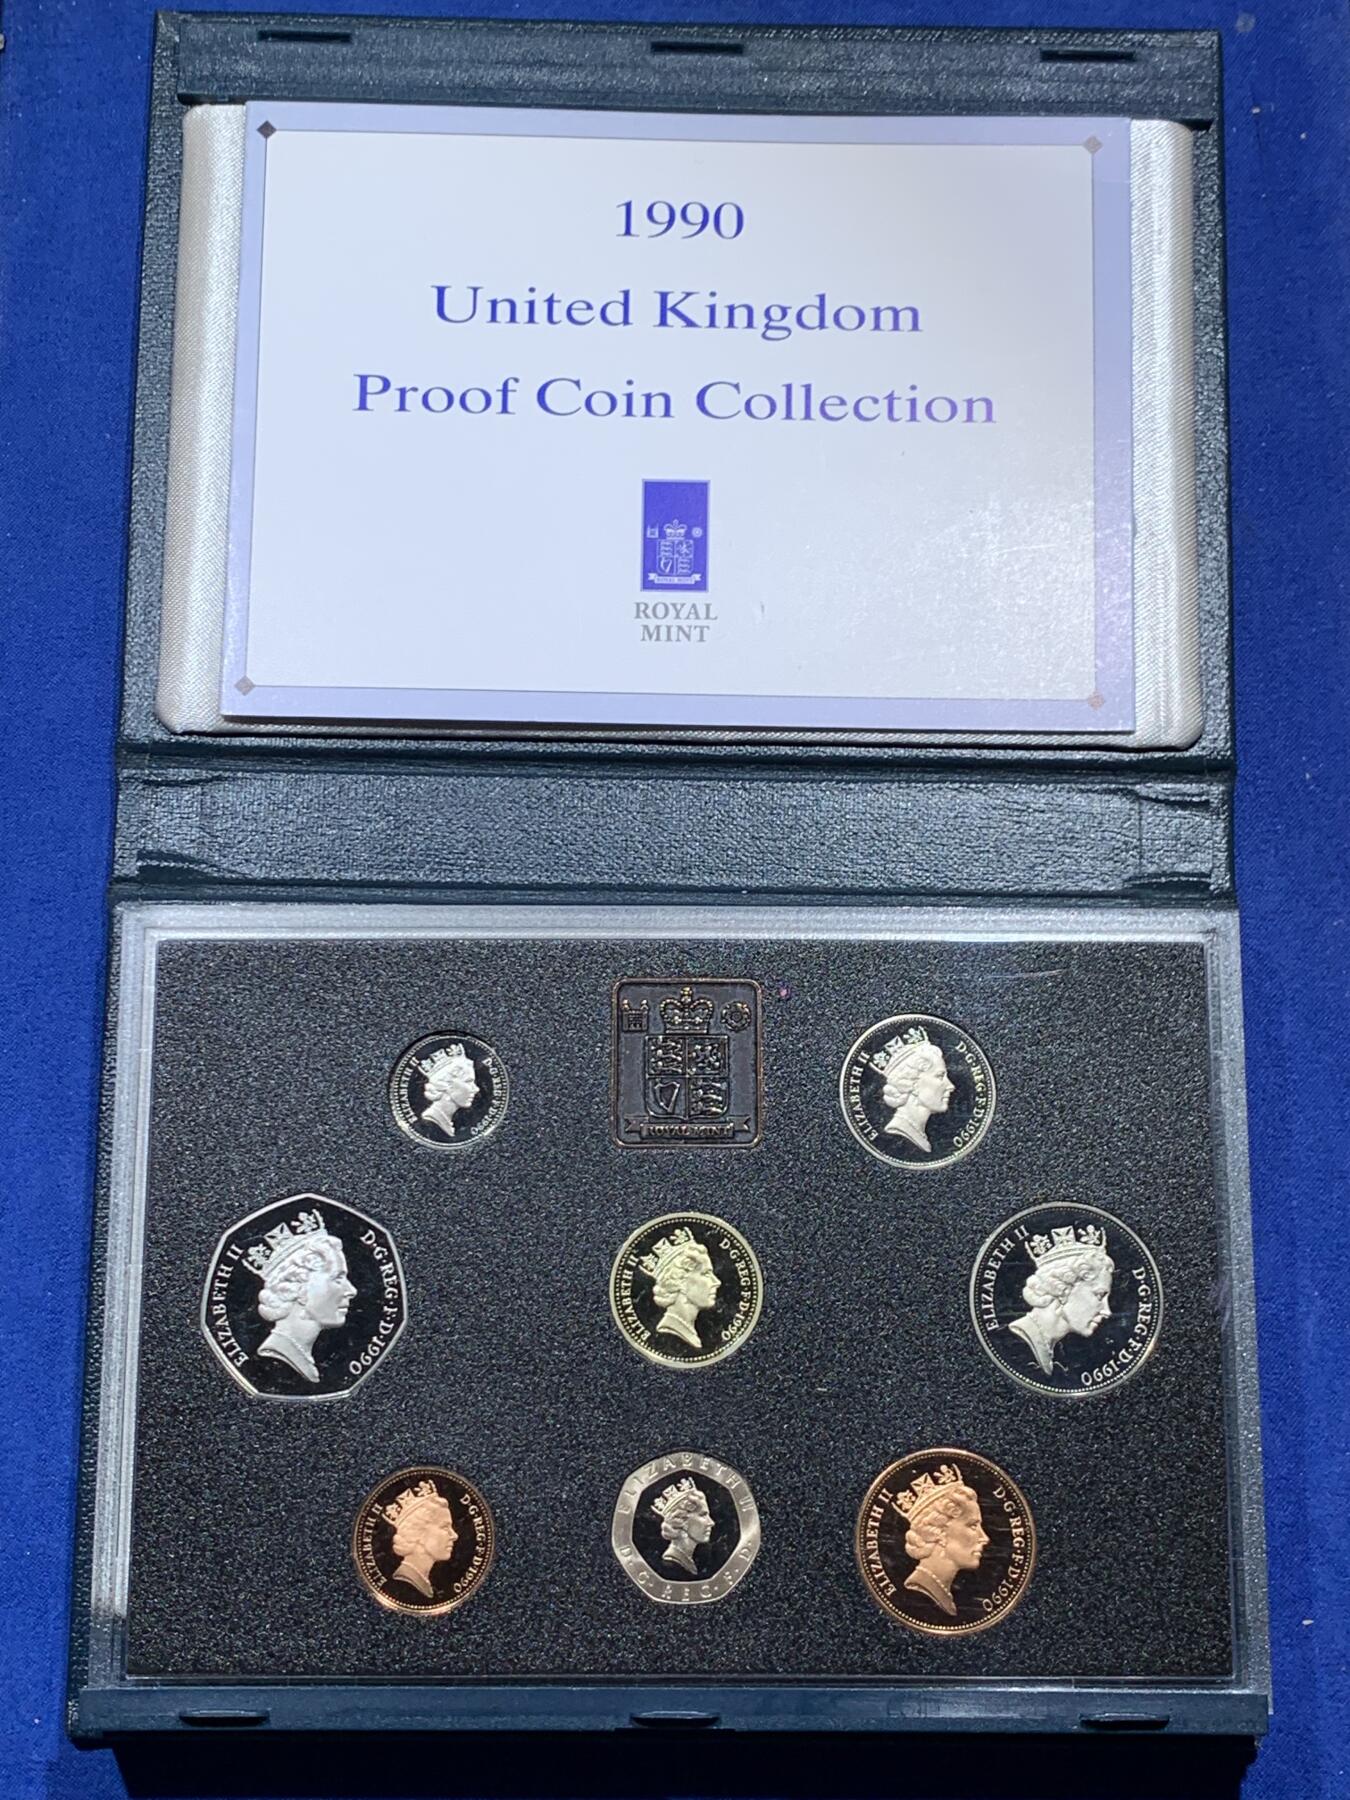 1990
United Kingdom
Proof Coin Collection
ROYAL MINT
ROYAL
MINT
ROYAL MINT
ELIZABETH II D·G·REG·F·D·1990
ELIZABETH II D·G·REG·F·D·1990
ELIZABETH II D·G·REG·F·D·1990
ELIZABETH II D·G·REG·F·D·1990
ELIZABETH II D·G·REG·F·D·1990
ELIZABETH II D·G·REG·F·D·1990
ELIZABETH II D·G·REG·F·D·
ELIZABETH II D·G·REG·F·D·1990